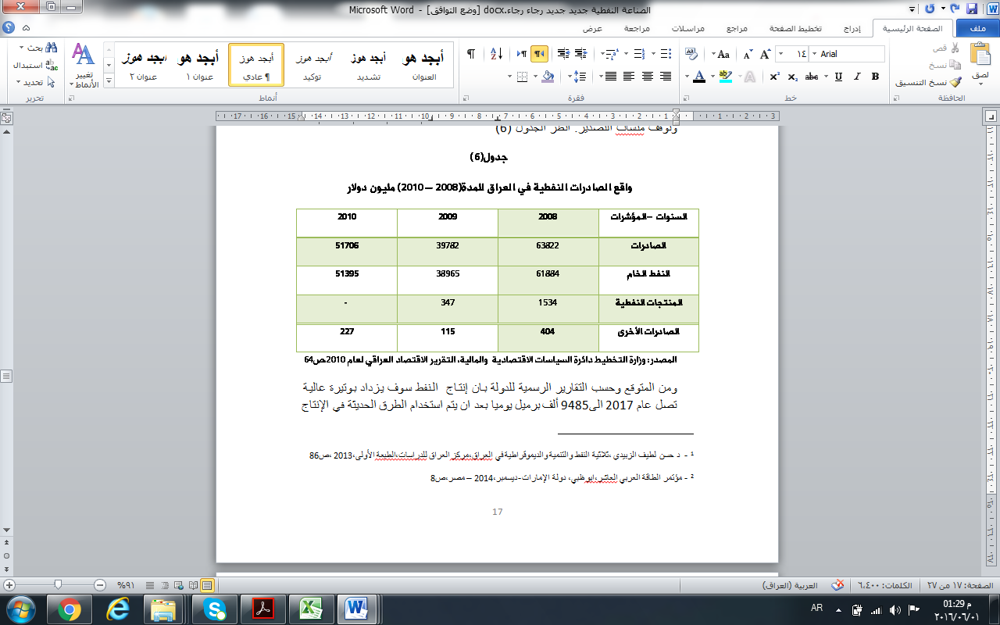 الصناعة النفطية جديد جديد رجاء رجاء.docx [وضع التوافق] - Microsoft Word
ملف الصفحة الرئيسية إدراج تخطيط الصفحة مراجع مراسلات مراجعة عرض
لصق
قص
نسخ
نسخ التنسيق
الحافظة
Arial ١٤
خط
فقرة
أبجد هوز العنوان
أبجد هوز تشديد
أبجد هوز توكيد
أبجد هوز ¶ عادي
أبجد هو عنوان ١
أبجد هوز عنوان ٢
أنماط
تغيير الأنماط
بحث
استبدال
تحديد
تحرير
وتوقف منشآت التصدير. انظر الجدول (6)
جدول(6)
واقع الصادرات النفطية في العراق للمدة(2008 – 2010) مليون دولار
السنوات –المؤشرات 2008 2009 2010
الصادرات 63822 39782 51706
النفط الخام 61884 38965 51395
المنتجات النفطية 1534 347 -
الصادرات الأخرى 404 115 227
المصدر: وزارة التخطيط دائرة السياسات الاقتصادية والمالية، التقرير الاقتصاد العراقي لعام 2010ص64
ومن المتوقع وحسب التقارير الرسمية للدولة بان إنتاج النفط سوف يزداد بوتيرة عالية
تصل عام 2017 الى9485 ألف برميل يوميا بعد ان يتم استخدام الطرق الحديثة في الإنتاج
¹ - د حسن لطيف الزبيدي ،ثلاثية النفط والتنمية والديموقراطية في العراق،مركز العراق للدراسات،الطبعة الأولى،2013 ،ص86
² - مؤتمر الطاقة العربي العاشر،ابوظبي، دولة الإمارات-ديسمبر،2014 – مصر،ص8
17
الصفحة: ١٧ من ٢٧ الكلمات: ٦،٤٠٠ العربية (العراق) ٩١%
AR
01:29 م
٢٠١٦/٠٦/٠١